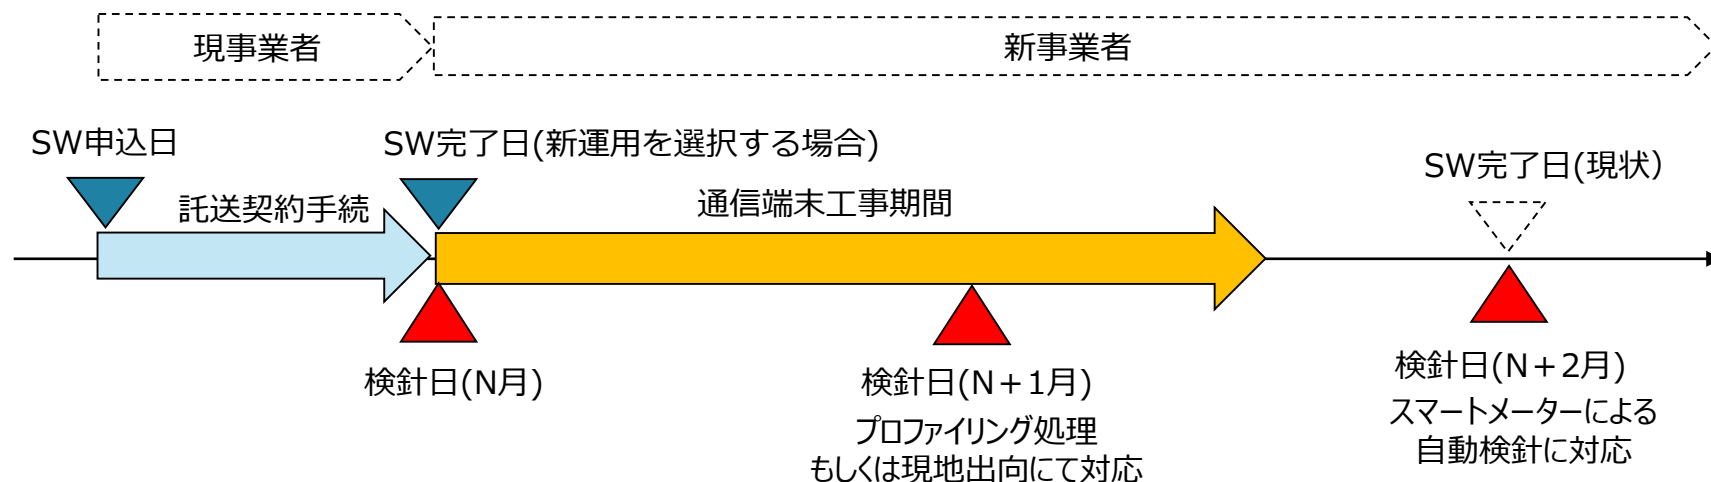 現事業者
新事業者
SW申込日
SW完了日(新運用を選択する場合)
SW完了日(現状）
託送契約手続
通信端末工事期間
検針日(N月)
検針日(N＋1月)
プロファイリング処理
もしくは現地出向にて対応
検針日(N＋2月)
スマートメーターによる
自動検針に対応